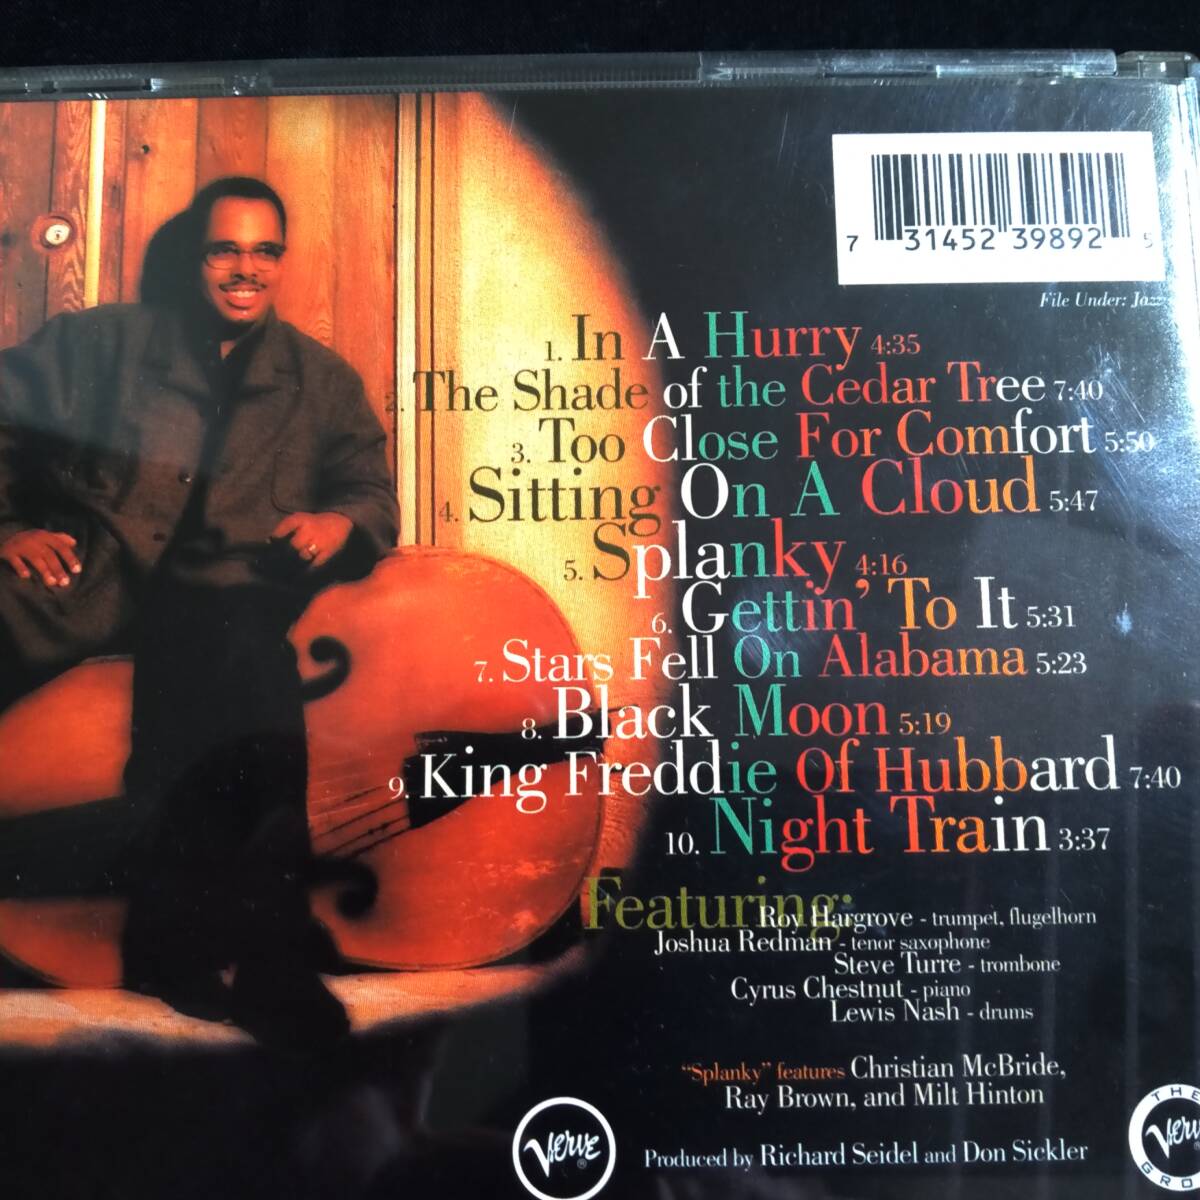 7 31452 39892 5
File Under: Jazz
1. In A Hurry 4:35
2. The Shade of the Cedar Tree 7:40
3. Too Close For Comfort 5:50
4. Sitting On A Cloud 5:47
5. Splanky 4:16
6. Gettin' To It 5:31
7. Stars Fell On Alabama 5:23
8. Black Moon 5:19
9. King Freddie Of Hubbard 7:40
10. Night Train 3:37
Featuring:
Roy Hargrove - trumpet, flugelhorn
Joshua Redman - tenor saxophone
Steve Turre - trombone
Cyrus Chestnut - piano
Lewis Nash - drums
"Splanky" features Christian McBride,
Ray Brown, and Milt Hinton
Verve ®
THE
Verve
GRO
Produced by Richard Seidel and Don Sickler